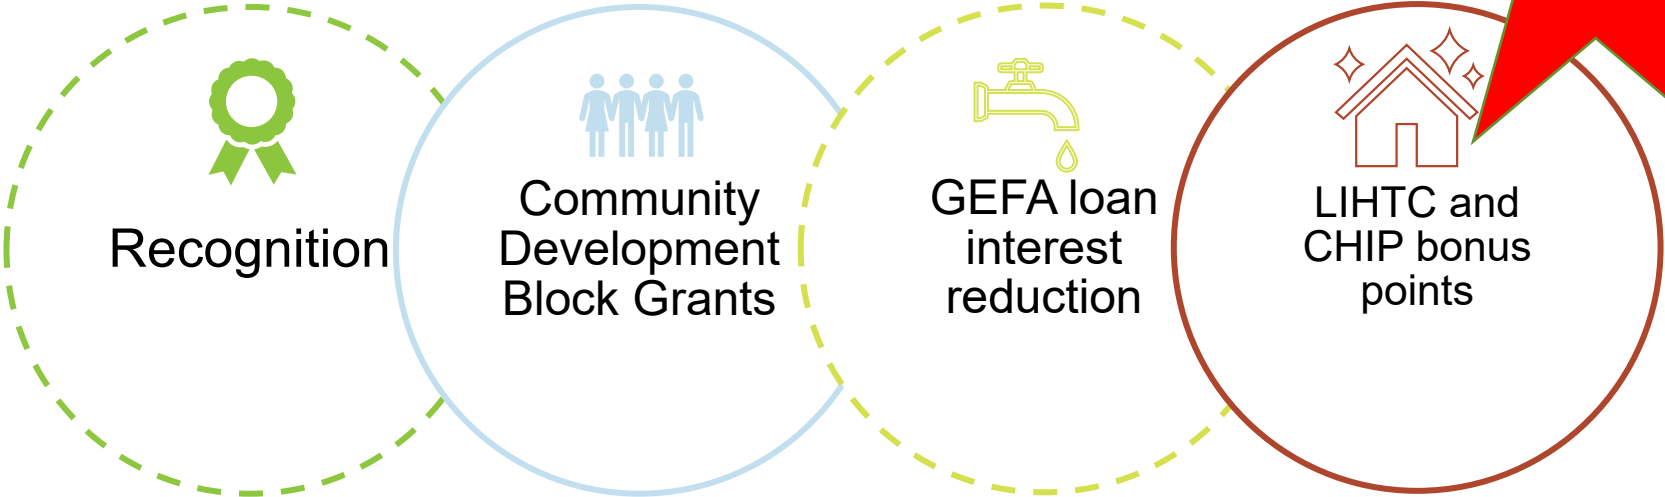 Recognition
Community
Development
Block Grants
GEFA loan
interest
reduction
LIHTC and
CHIP bonus
points